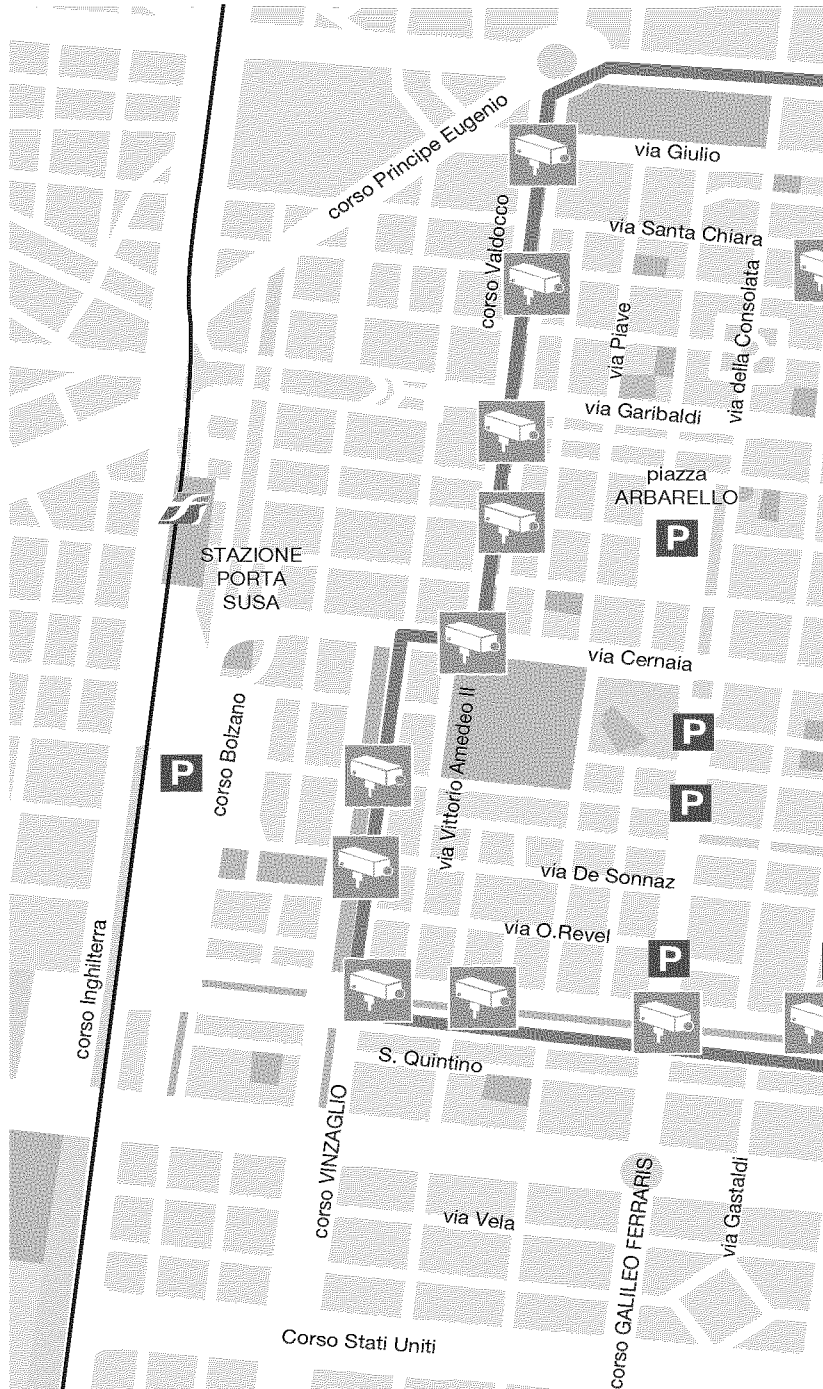 corso Principe Eugenio
via Giulio
corso Valdocco
via Santa Chiara
via Piave
via della Consolata
via Garibaldi
piazza
ARBARELLO
P
STAZIONE
PORTA
SUSA
via Cernaia
corso Bolzano
via Vittorio Amedeo II
P
P
P
via De Sonnaz
via O.Revel
P
corso Inghilterra
S. Quintino
corso VINZAGLIO
via Vela
corso GALILEO FERRARIS
via Gastaldi
Corso Stati Uniti